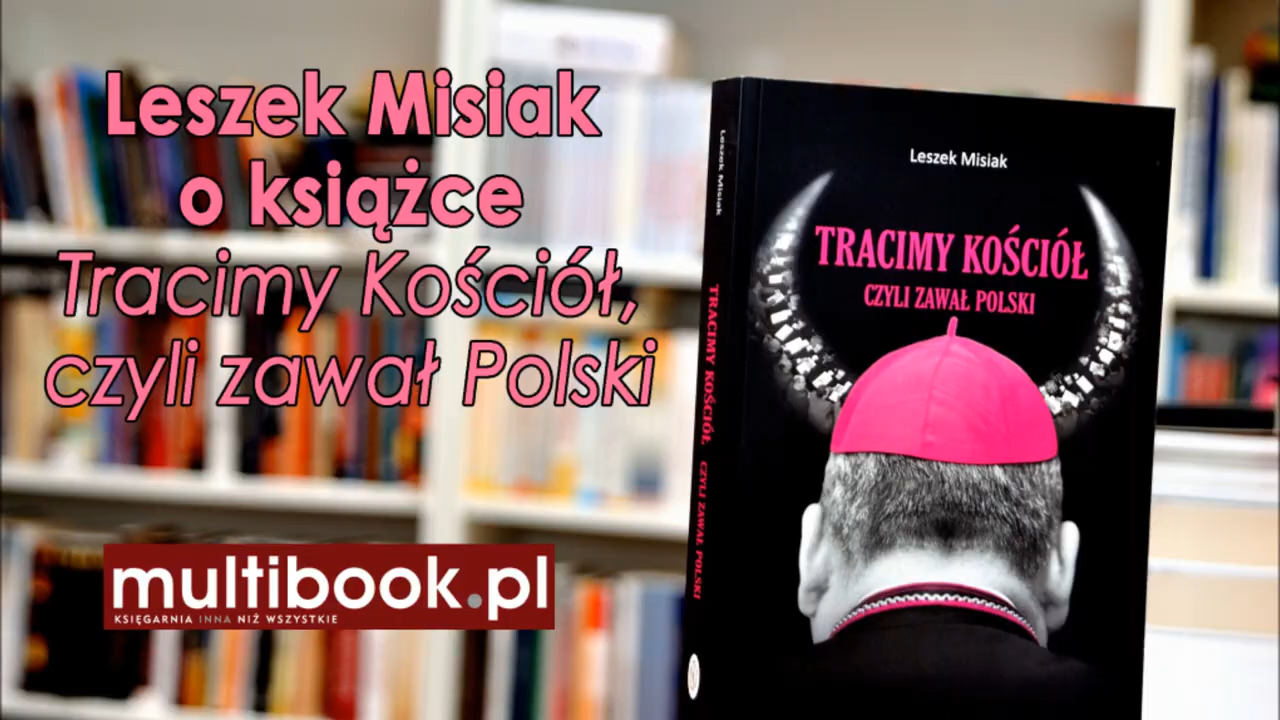 Leszek Misiak
o książce
Tracimy Kościół,
czyli zawał Polski
multibook.pl
KSIĘGARNIA INNA NIŻ WSZYSTKIE
Leszek Misiak
TRACIMY KOŚCIÓŁ
CZYLI ZAWAŁ POLSKI
Leszek Misiak
TRACIMY KOŚCIÓŁ CZYLI ZAWAŁ POLSKI